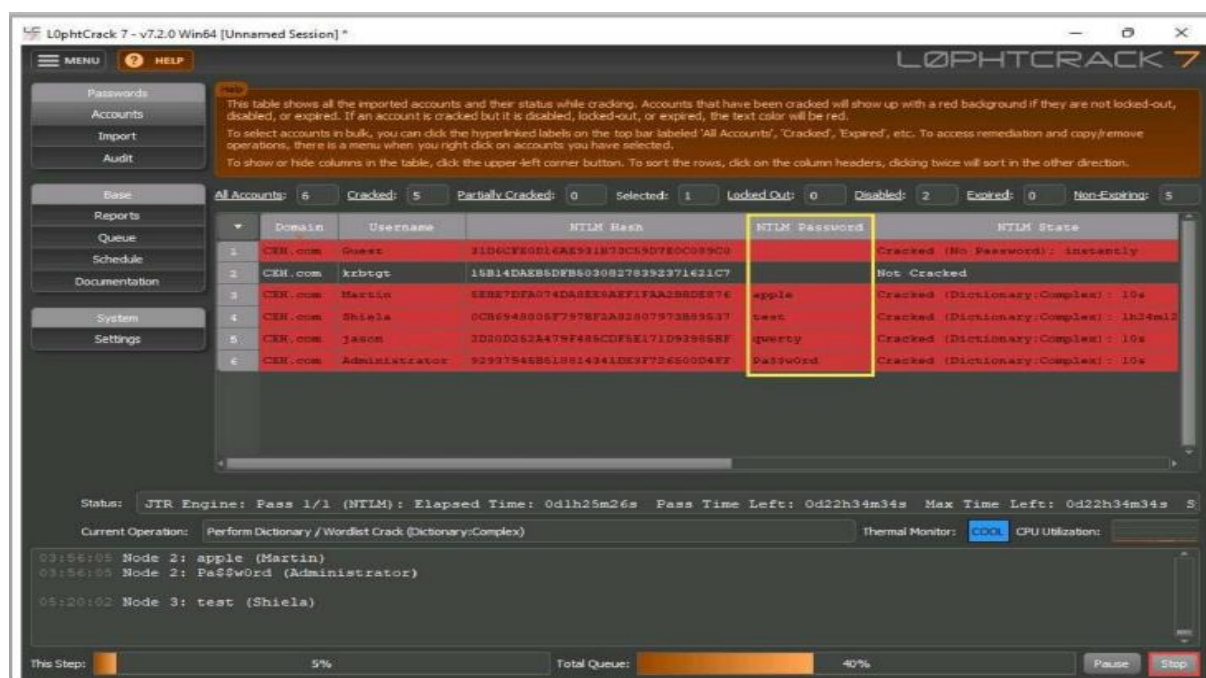 L0phtCrack 7 - v7.2.0 Win64 [Unnamed Session] *
MENU
? HELP
LØPHTCRACK 7
Passwords
Accounts
Import
Audit
Base
Reports
Queue
Schedule
Documentation
System
Settings
Help
This table shows all the imported accounts and their status while cracking. Accounts that have been cracked will show up with a red background if they are not locked-out,
disabled, or expired. If an account is cracked but it is disabled, locked-out, or expired, the text color will be red.
To select accounts in bulk, you can click the hyperlinked labels on the top bar labeled 'All Accounts', 'Cracked', 'Expired', etc. To access remediation and copy/remove
operations, there is a menu when you right click on accounts you have selected.
To show or hide columns in the table, click the upper-left corner button. To sort the rows, click on the column headers, clicking twice will sort in the other direction.
All Accounts: 6 Cracked: 5 Partially Cracked: 0 Selected: 1 Locked Out: 0 Disabled: 2 Expired: 0 Non-Expiring: 5
Domain Username NTLM Hash NTLM Password NTLM State
1 CEH.com Guest Cracked (No Password): instantly
2 CEH.com krbtgt Not Cracked
3 CEH.com Martin apple Cracked (Dictionary:Complex): 10s
4 CEH.com Shiela test Cracked (Dictionary:Complex): 1h24m12
5 CEH.com jason qwerty Cracked (Dictionary:Complex): 10s
6 CEH.com Administrator Pa$$w0rd Cracked (Dictionary:Complex): 10s
Status: JTR Engine: Pass 1/1 (NTLM): Elapsed Time: 0d1h25m26s Pass Time Left: 0d22h34m34s Max Time Left: 0d22h34m34s S
Current Operation: Perform Dictionary / Wordlist Crack (Dictionary:Complex) Thermal Monitor: COOL CPU Utilization:
03:56:05 Node 2: apple (Martin)
03:56:05 Node 2: Pa$$w0rd (Administrator)
05:20:02 Node 3: test (Shiela)
This Step: 5% Total Queue: 40% Pause Stop